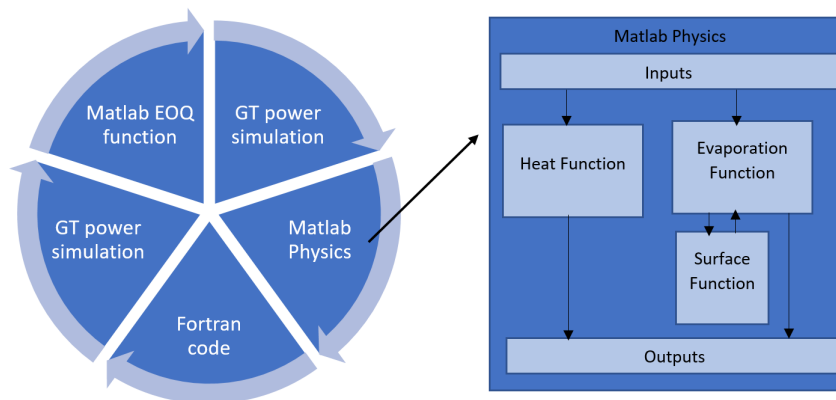 Matlab EOQ
function
GT power
simulation
GT power
simulation
Matlab
Physics
Fortran
code
Matlab Physics
Inputs
Heat Function
Evaporation
Function
Surface
Function
Outputs